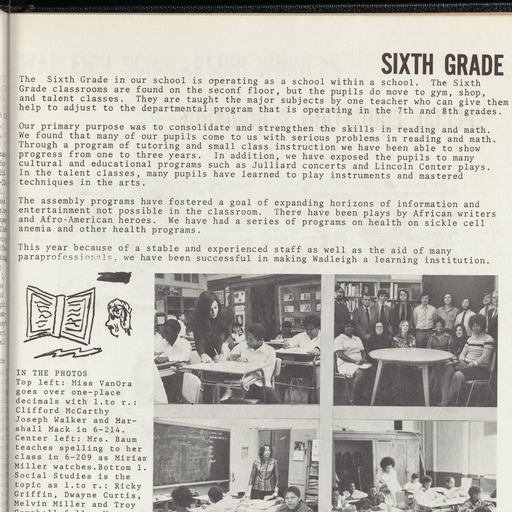 SIXTH GRADE
The Sixth Grade in our school is operating as a school within a school. The Sixth
Grade classrooms are found on the seconf floor, but the pupils do move to gym, shop,
and talent classes. They are taught the major subjects by one teacher who can give them
help to adjust to the departmental program that is operating in the 7th and 8th grades.
Our primary purpose was to consolidate and strengthen the skills in reading and math.
We found that many of our pupils come to us with serious problems in reading and math.
Through a program of tutoring and small class instruction we have been able to show
progress from one to three years. In addition, we have exposed the pupils to many
cultural and educational programs such as Julliard concerts and Lincoln Center plays.
In the talent classes, many pupils have learned to play instruments and mastered
techniques in the arts.
The assembly programs have fostered a goal of expanding horizons of information and
entertainment not possible in the classroom. There have been plays by African writers
and Afro-American heroes. We have had a series of programs on health on sickle cell
anemia and other health programs.
This year because of a stable and experienced staff as well as the aid of many
paraprofessionals, we have been successful in making Wadleigh a learning institution.
IN THE PHOTOS
Top left: Miss VanOra
goes over one-place
decimals with l.to r.:
Clifford McCarthy
Joseph Walker and Mar-
shall Mack in 6-214.
Center left: Mrs. Baum
teaches spelling to her
class in 6-209 as Miriam
Miller watches.Bottom l.
Social Studies is the
topic as l.to r.: Ricky
Griffin, Dwayne Curtis,
Melvin Miller and Troy